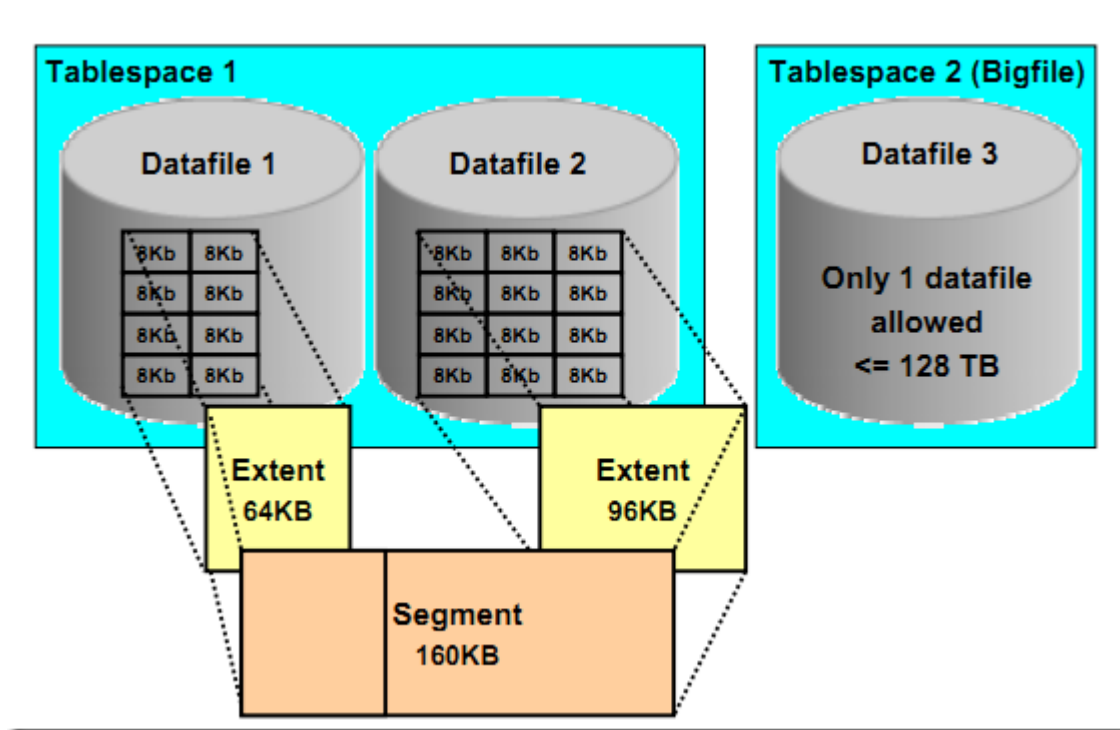 Tablespace 1
Datafile 1
8Kb 8Kb
8Kb 8Kb
8Kb 8Kb
8Kb 8Kb
Datafile 2
8Kb 8Kb 8Kb
8Kb 8Kb 8Kb
8Kb 8Kb 8Kb
8Kb 8Kb 8Kb
Extent
64KB
Extent
96KB
Segment
160KB
Tablespace 2 (Bigfile)
Datafile 3
Only 1 datafile
allowed
<= 128 TB